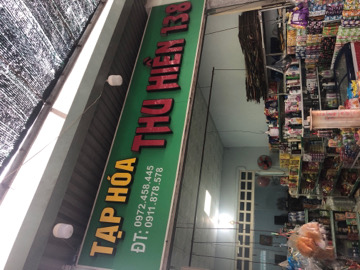 TẠP HÓA
THU HIỀN 138
ĐT: 0972.458.445
0911.878.578